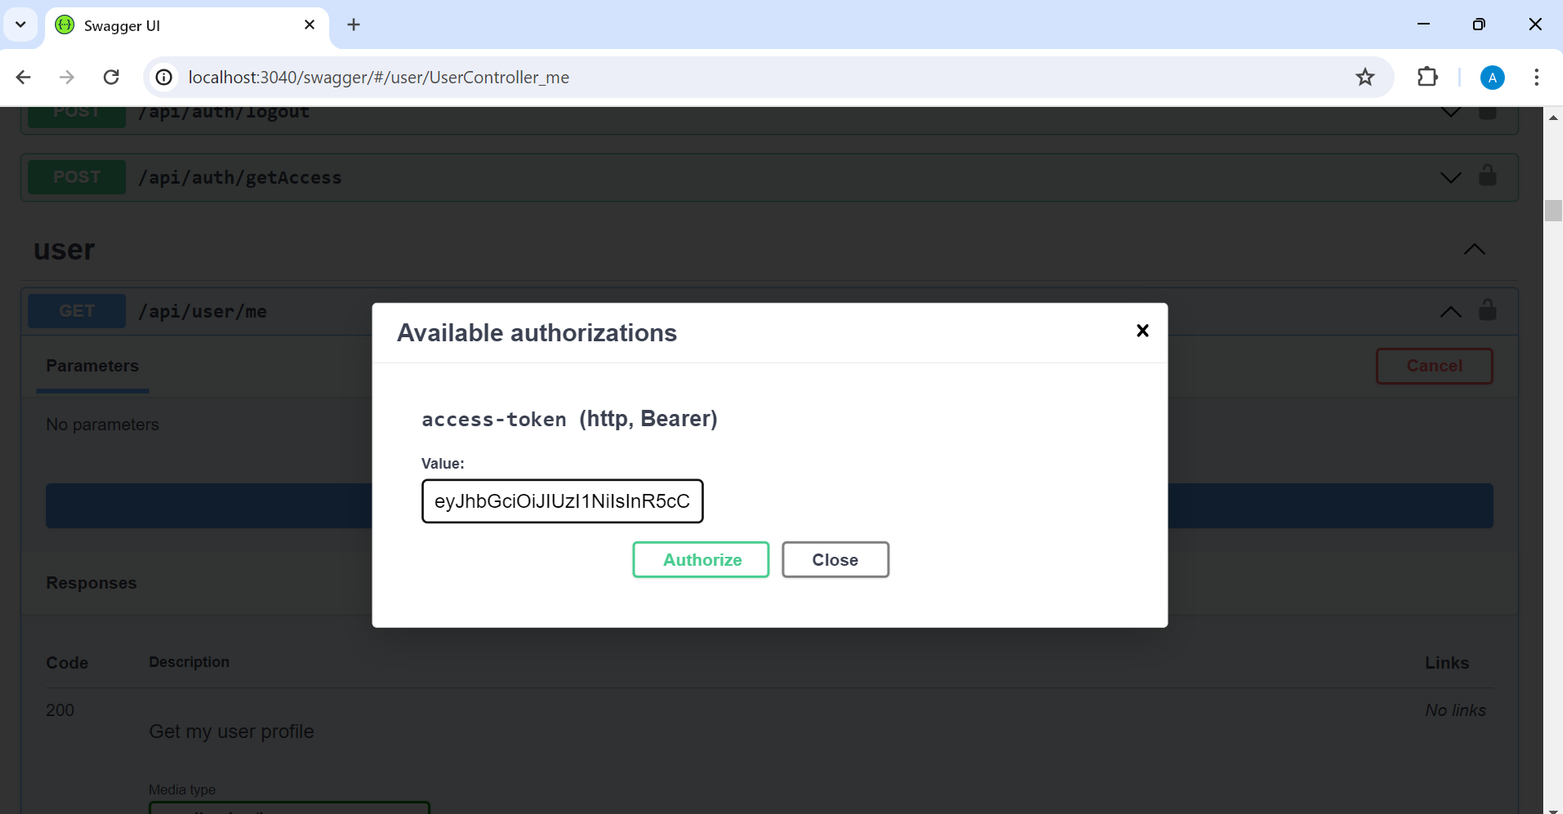 Swagger UI
localhost:3040/swagger/#/user/UserController_me
A
POST /api/auth/logout
POST /api/auth/getAccess
user
GET /api/user/me
Available authorizations
Parameters
Cancel
access-token (http, Bearer)
No parameters
Value:
eyJhbGciOiJIUzI1NiIsInR5cC
Authorize Close
Responses
Code Description Links
200 No links
Get my user profile
Media type